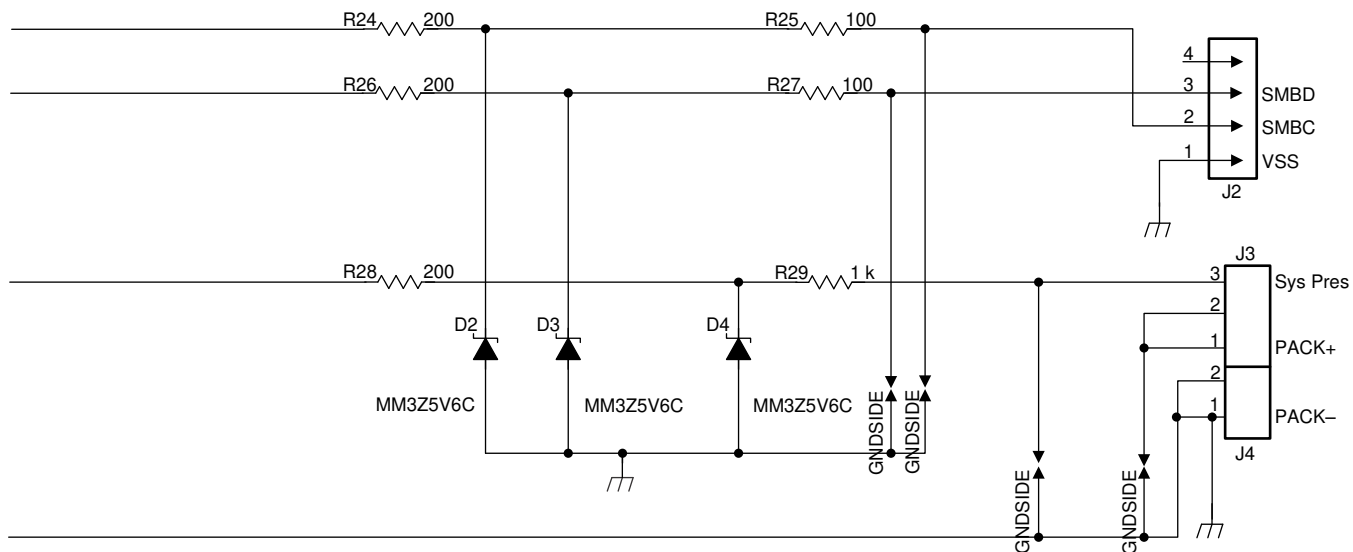 R24 200 R25 100
4
R26 200 R27 100 3 SMBD
2 SMBC
1 VSS
J2
J3
R28 200 R29 1 k 3 Sys Pres
2
D2 D3 D4 1 PACK+
2
MM3Z5V6C MM3Z5V6C MM3Z5V6C
1 PACK–
J4
GNDSIDE GNDSIDE
GNDSIDE GNDSIDE